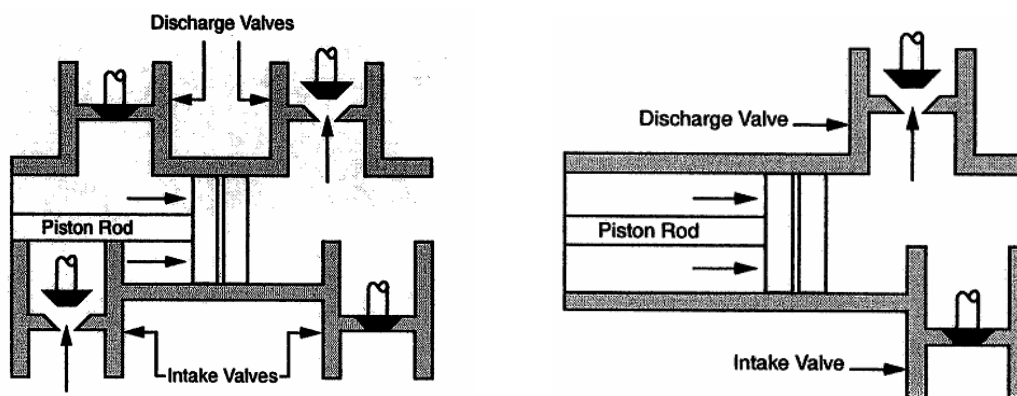 Discharge Valves
Piston Rod
Intake Valves
Discharge Valve
Piston Rod
Intake Valve